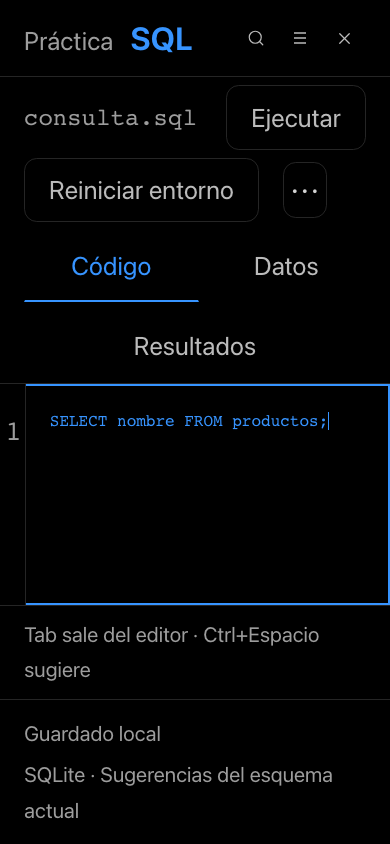 Práctica SQL
consulta.sql
Ejecutar
Reiniciar entorno
...
Código
Datos
Resultados
1
SELECT nombre FROM productos;
Tab sale del editor · Ctrl+Espacio
sugiere
Guardado local
SQLite · Sugerencias del esquema
actual